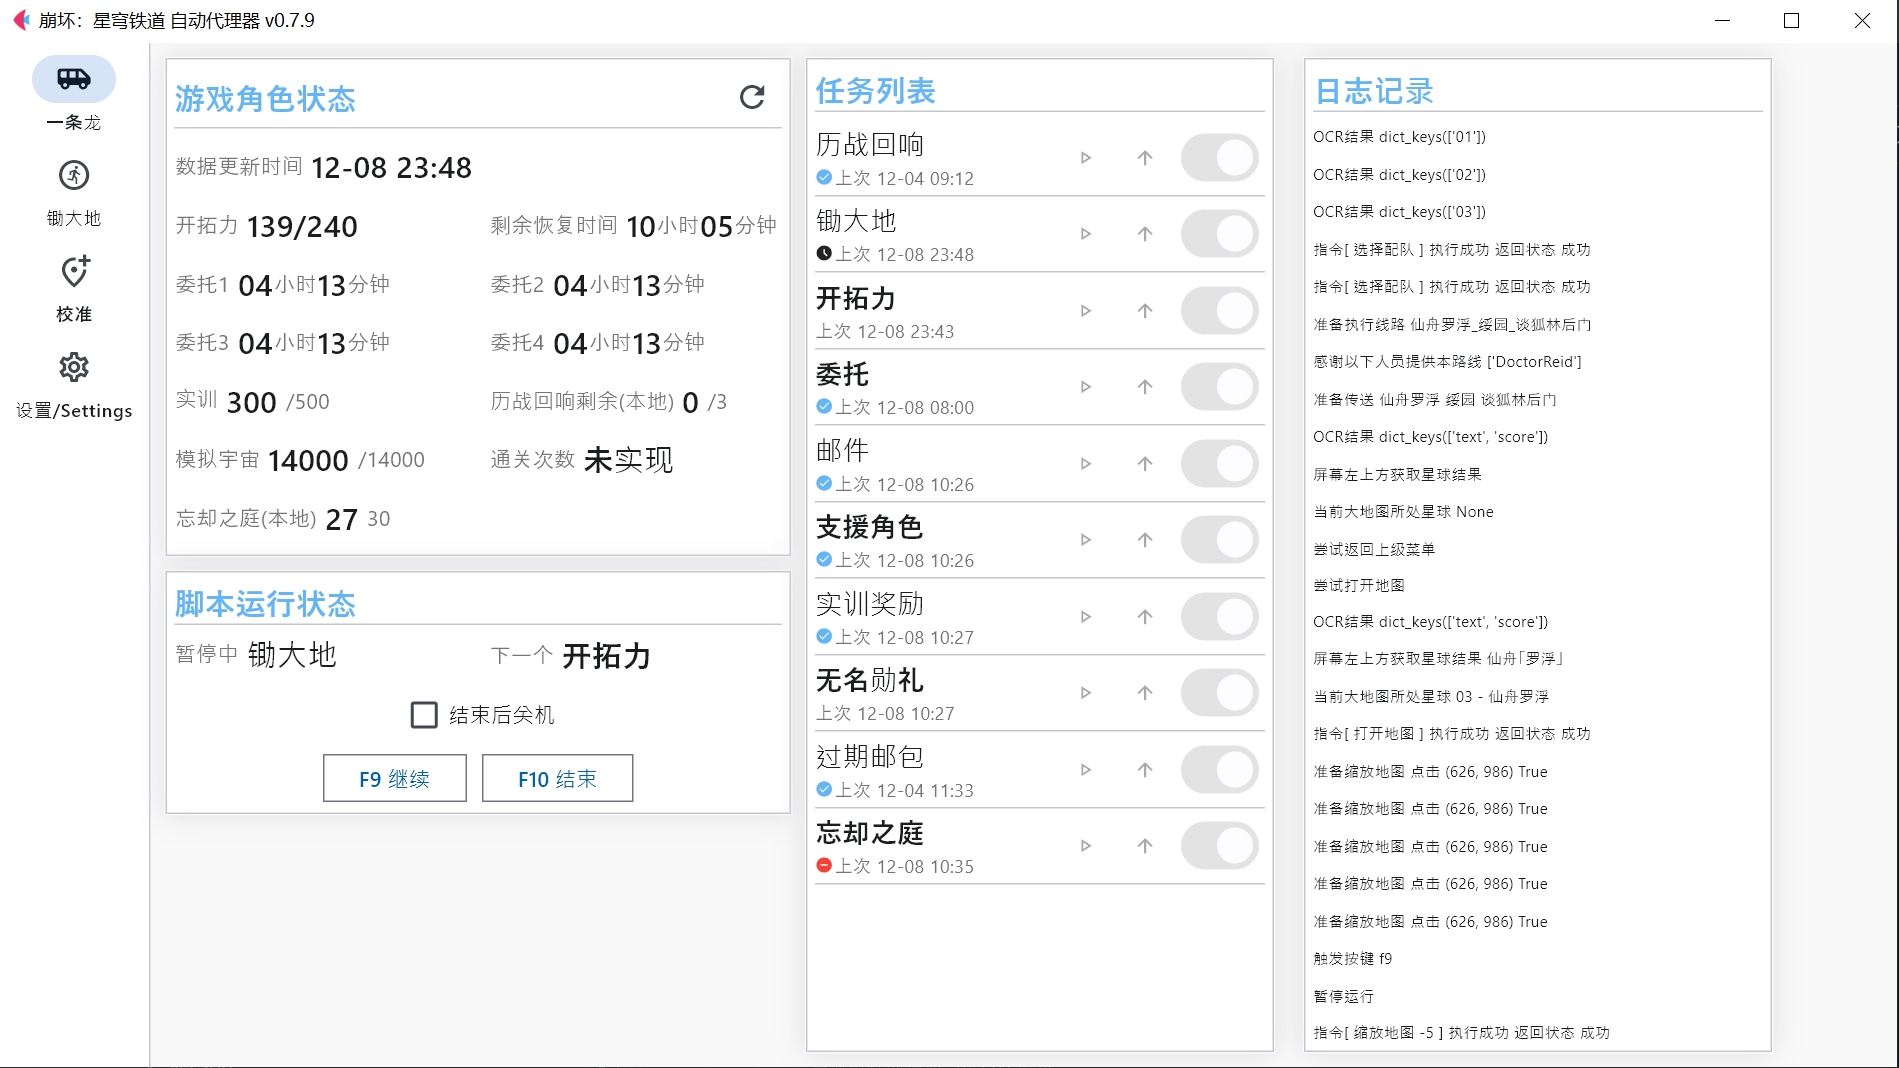 崩坏：星穹铁道 自动代理器 v0.7.9
一条龙
锄大地
校准
设置/Settings
游戏角色状态
数据更新时间 12-08 23:48
开拓力 139/240 剩余恢复时间 10小时05分钟
委托1 04小时13分钟 委托2 04小时13分钟
委托3 04小时13分钟 委托4 04小时13分钟
实训 300 /500 历战回响剩余(本地) 0 /3
模拟宇宙 14000 /14000 通关次数 未实现
忘却之庭(本地) 27 30
脚本运行状态
暂停中 锄大地 下一个 开拓力
结束后关机
F9 继续 F10 结束
任务列表
历战回响
上次 12-04 09:12
锄大地
上次 12-08 23:48
开拓力
上次 12-08 23:43
委托
上次 12-08 08:00
邮件
上次 12-08 10:26
支援角色
上次 12-08 10:26
实训奖励
上次 12-08 10:27
无名勋礼
上次 12-08 10:27
过期邮包
上次 12-04 11:33
忘却之庭
上次 12-08 10:35
日志记录
OCR结果 dict_keys(['01'])
OCR结果 dict_keys(['02'])
OCR结果 dict_keys(['03'])
指令[ 选择配队 ] 执行成功 返回状态 成功
指令[ 选择配队 ] 执行成功 返回状态 成功
准备执行线路 仙舟罗浮_绥园_谈狐林后门
感谢以下人员提供本路线 ['DoctorReid']
准备传送 仙舟罗浮 绥园 谈狐林后门
OCR结果 dict_keys(['text', 'score'])
屏幕左上方获取星球结果
当前大地图所处星球 None
尝试返回上级菜单
尝试打开地图
OCR结果 dict_keys(['text', 'score'])
屏幕左上方获取星球结果 仙舟「罗浮」
当前大地图所处星球 03 - 仙舟罗浮
指令[ 打开地图 ] 执行成功 返回状态 成功
准备缩放地图 点击 (626, 986) True
准备缩放地图 点击 (626, 986) True
准备缩放地图 点击 (626, 986) True
准备缩放地图 点击 (626, 986) True
准备缩放地图 点击 (626, 986) True
触发按键 f9
暂停运行
指令[ 缩放地图 -5 ] 执行成功 返回状态 成功